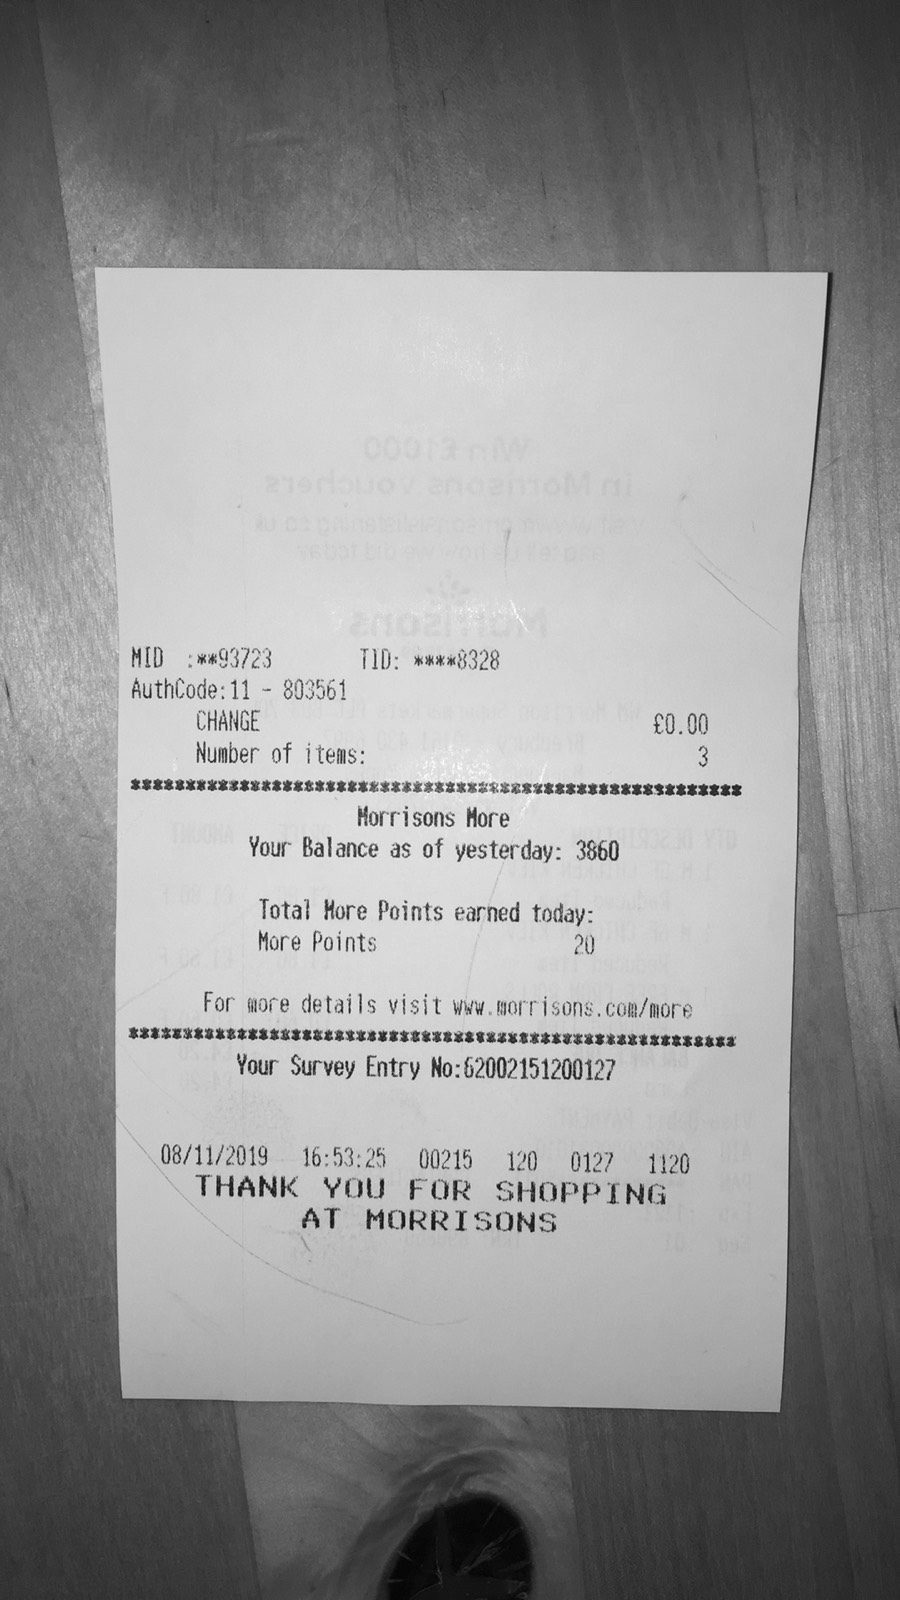 MID :**93723 TID: ****8328
AuthCode:11 - 803561
CHANGE £0.00
Number of items: 3
*******************************************************
Morrisons More
Your Balance as of yesterday: 3860
Total More Points earned today:
More Points 20
For more details visit www.morrisons.com/more
*******************************************************
Your Survey Entry No:62002151200127
08/11/2019 16:53:25 00215 120 0127 1120
THANK YOU FOR SHOPPING
AT MORRISONS